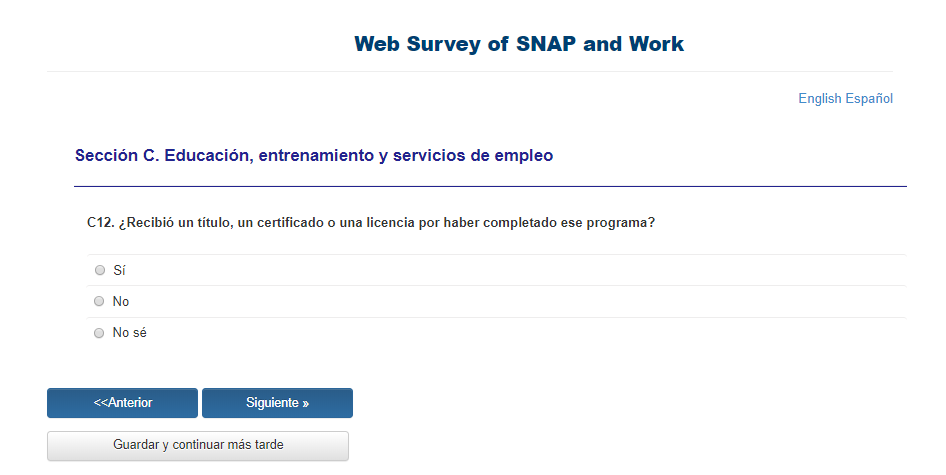 Web Survey of SNAP and Work
English Español
Sección C. Educación, entrenamiento y servicios de empleo
C12. ¿Recibió un título, un certificado o una licencia por haber completado ese programa?
Sí
No
No sé
<<Anterior
Siguiente »
Guardar y continuar más tarde